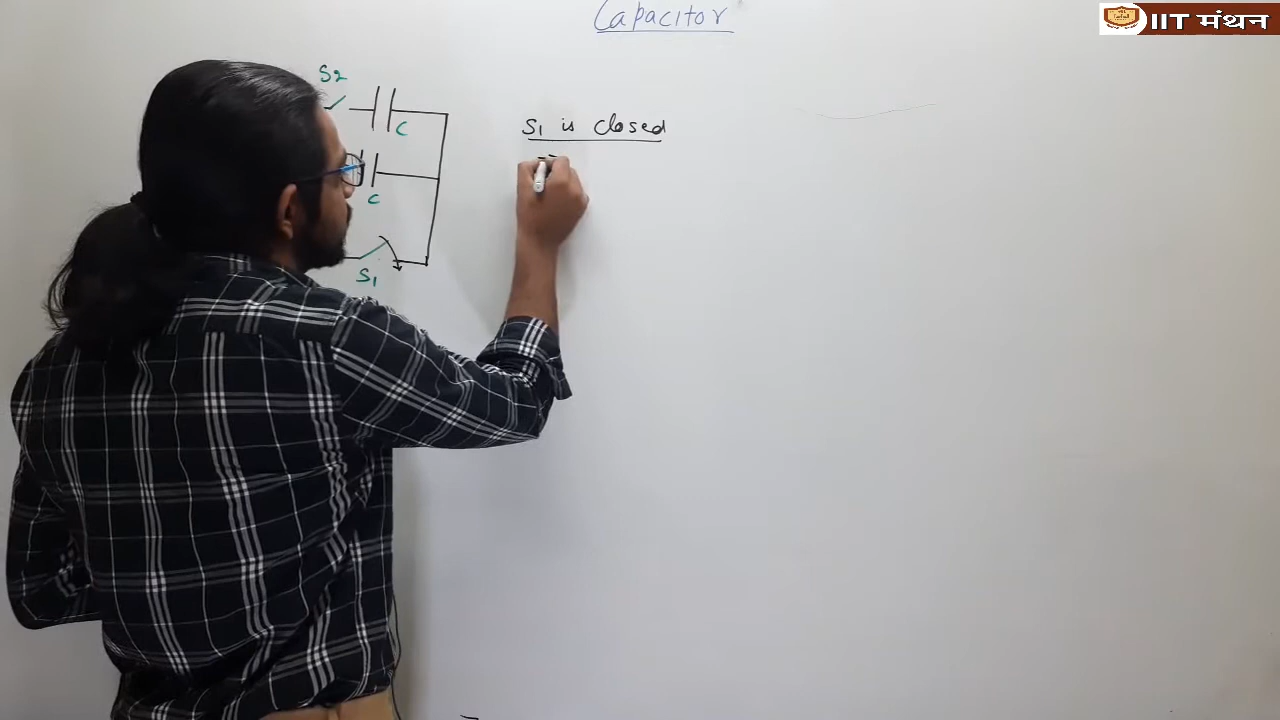 Capacitor
IIT मंथन
S2
C
S1 is closed
C
S1